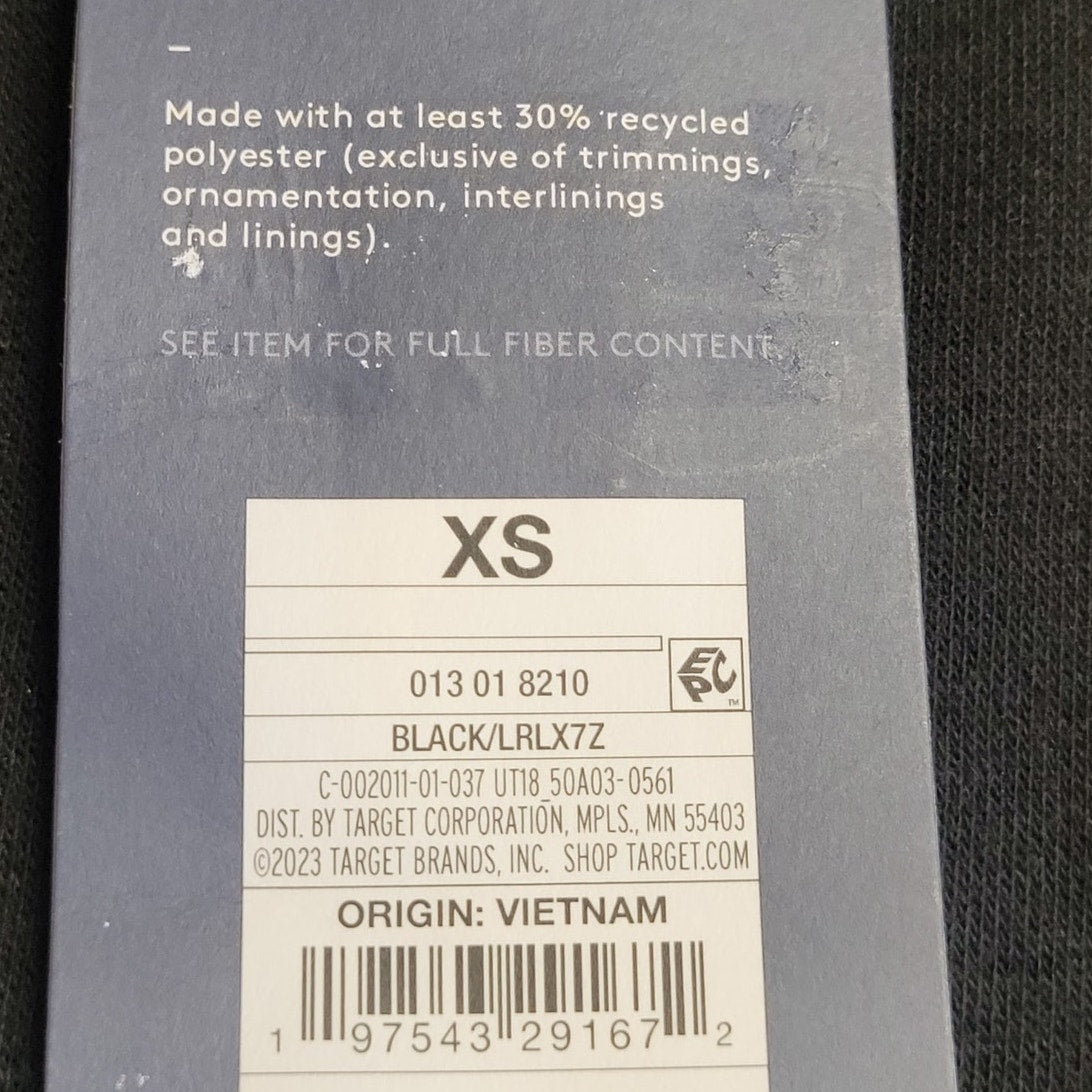 Made with at least 30% recycled
polyester (exclusive of trimmings,
ornamentation, interlinings
and linings).
SEE ITEM FOR FULL FIBER CONTENT.
XS
EPC
TM
013 01 8210
BLACK/LRLX7Z
C-002011-01-037 UT18_50A03-0561
DIST. BY TARGET CORPORATION, MPLS., MN 55403
©2023 TARGET BRANDS, INC. SHOP TARGET.COM
ORIGIN: VIETNAM
1 97543 29167 2